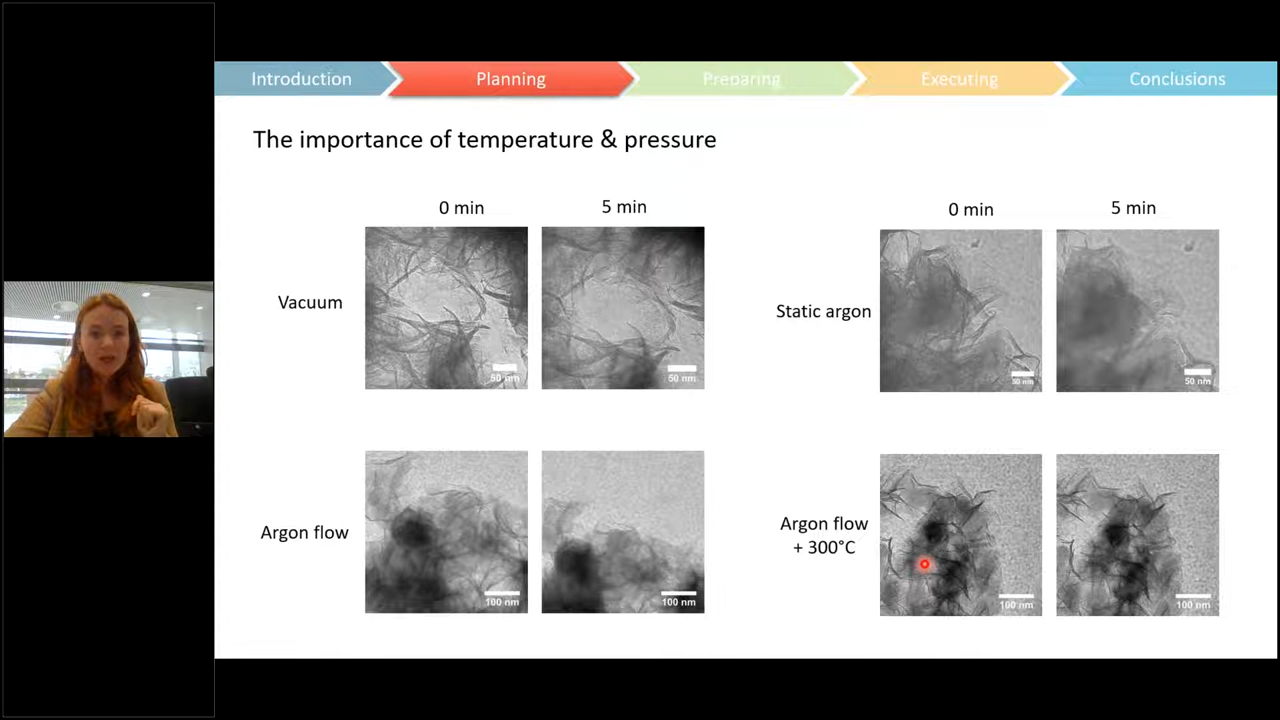 Introduction
Planning
Preparing
Executing
Conclusions
The importance of temperature & pressure
0 min
5 min
0 min
5 min
Vacuum
50 nm
50 nm
Static argon
50 nm
50 nm
Argon flow
100 nm
100 nm
Argon flow
+ 300°C
100 nm
100 nm